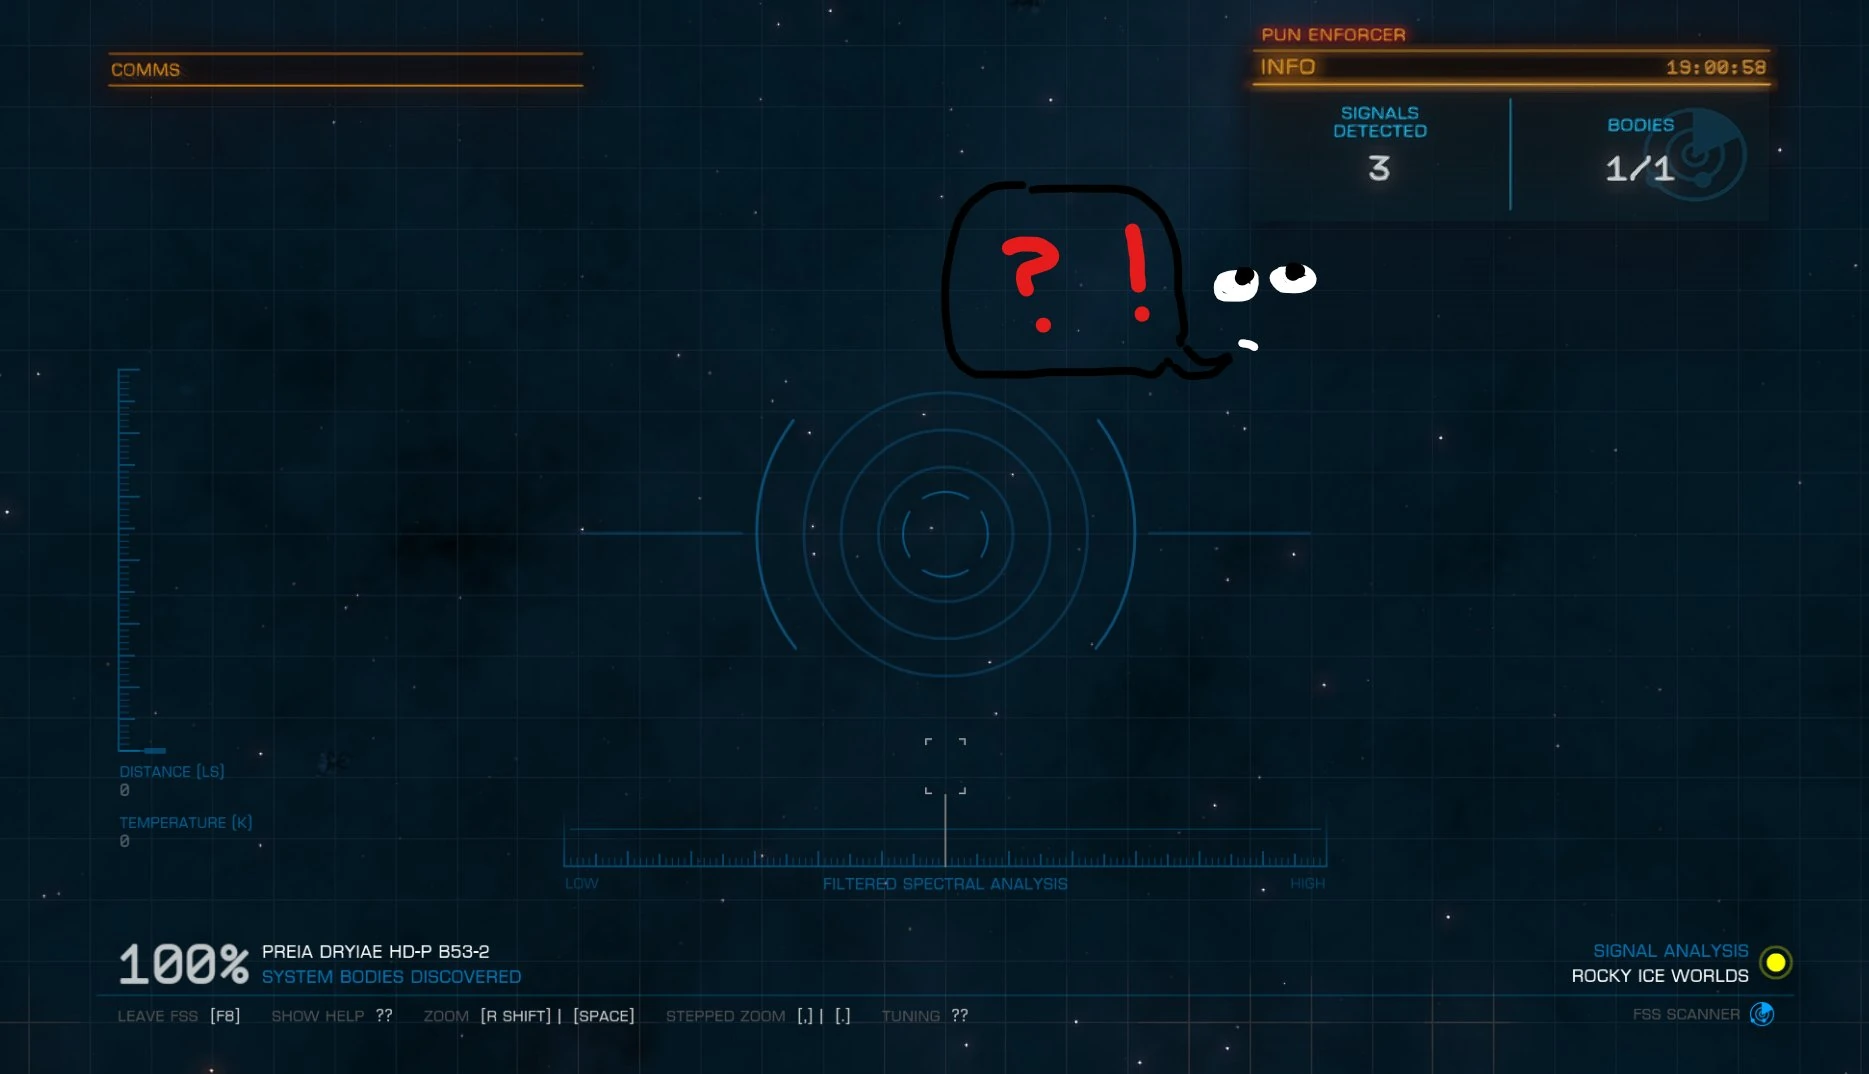 COMMS
PUN ENFORCER
INFO 19:00:58
SIGNALS
DETECTED
3
BODIES
1/1
? !
DISTANCE (LS)
0
TEMPERATURE (K)
0
LOW FILTERED SPECTRAL ANALYSIS HIGH
100%
PREIA DRYIAE HD-P B53-2
SYSTEM BODIES DISCOVERED
SIGNAL ANALYSIS
ROCKY ICE WORLDS
LEAVE FSS [F8] SHOW HELP ?? ZOOM [R SHIFT] | [SPACE] STEPPED ZOOM [,] | [.] TUNING ??
FSS SCANNER